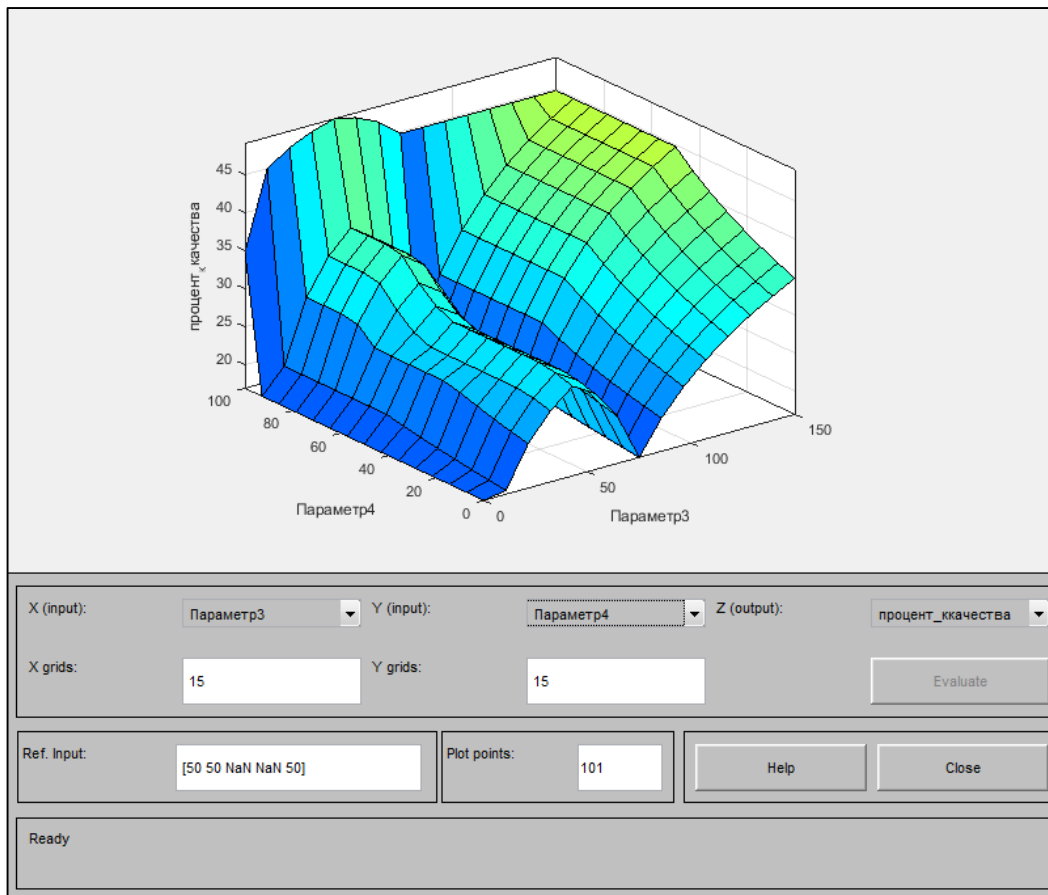 45
40
35
30
25
20
процент_ккачества
100
80
60
40
20
0
Параметр4
0
50
100
150
Параметр3
X (input):
Параметр3
Y (input):
Параметр4
Z (output):
процент_ккачества
X grids:
15
Y grids:
15
Evaluate
Ref. Input:
[50 50 NaN NaN 50]
Plot points:
101
Help
Close
Ready